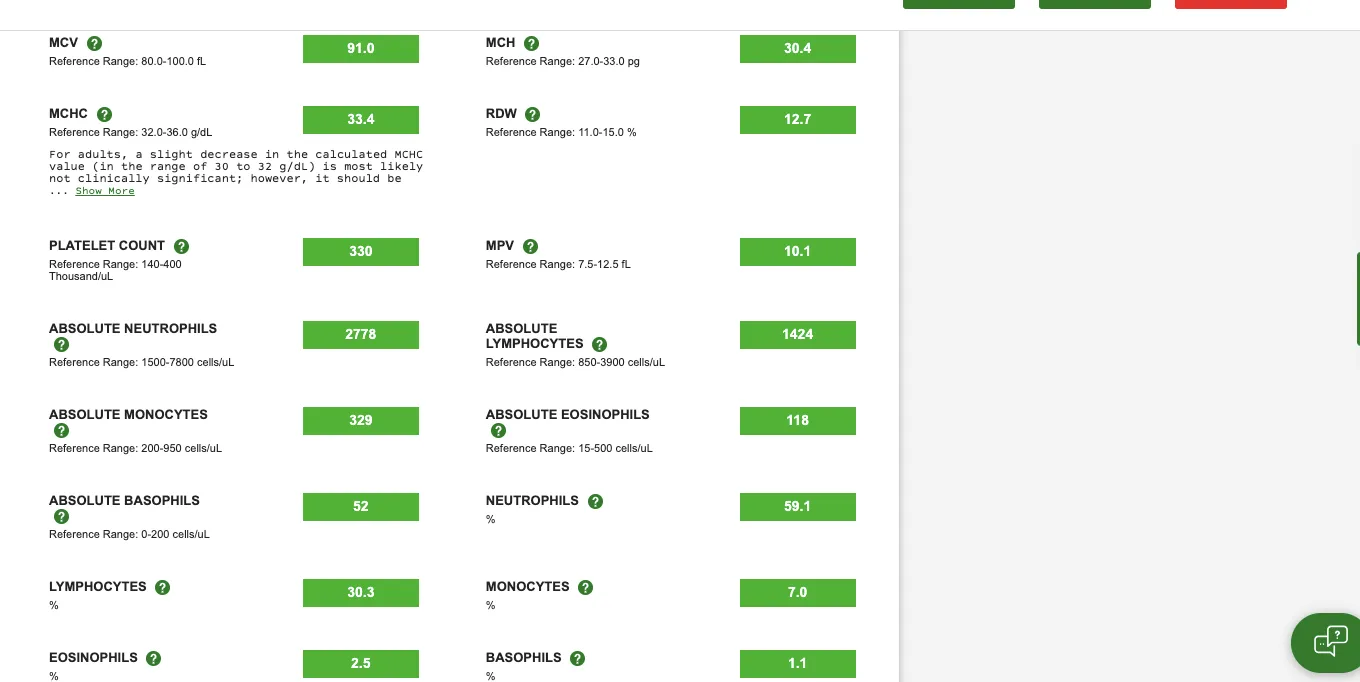 MCV ?
91.0
Reference Range: 80.0-100.0 fL
MCH ?
30.4
Reference Range: 27.0-33.0 pg
MCHC ?
33.4
Reference Range: 32.0-36.0 g/dL
For adults, a slight decrease in the calculated MCHC
value (in the range of 30 to 32 g/dL) is most likely
not clinically significant; however, it should be
... Show More
RDW ?
12.7
Reference Range: 11.0-15.0 %
PLATELET COUNT ?
330
Reference Range: 140-400
Thousand/uL
MPV ?
10.1
Reference Range: 7.5-12.5 fL
ABSOLUTE NEUTROPHILS
?
2778
Reference Range: 1500-7800 cells/uL
ABSOLUTE
LYMPHOCYTES ?
1424
Reference Range: 850-3900 cells/uL
ABSOLUTE MONOCYTES
?
329
Reference Range: 200-950 cells/uL
ABSOLUTE EOSINOPHILS
?
118
Reference Range: 15-500 cells/uL
ABSOLUTE BASOPHILS
?
52
Reference Range: 0-200 cells/uL
NEUTROPHILS ?
59.1
%
LYMPHOCYTES ?
30.3
%
MONOCYTES ?
7.0
%
EOSINOPHILS ?
2.5
%
BASOPHILS ?
1.1
%
?